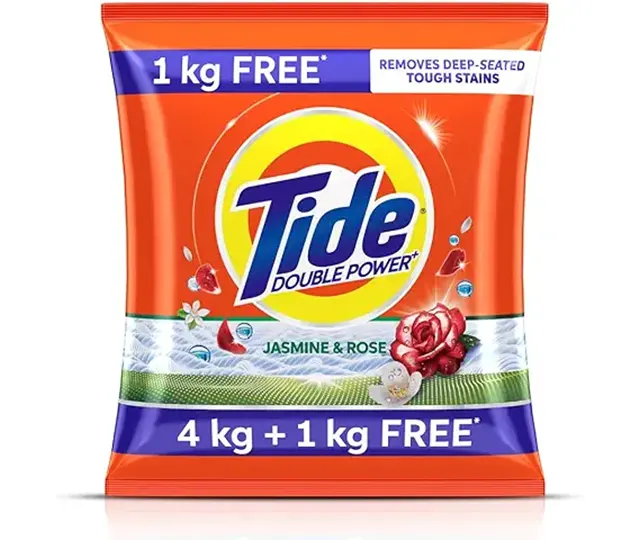 1 kg FREE*
REMOVES DEEP-SEATED
TOUGH STAINS
Tide®
DOUBLE POWER+
JASMINE & ROSE
4 kg + 1 kg FREE*